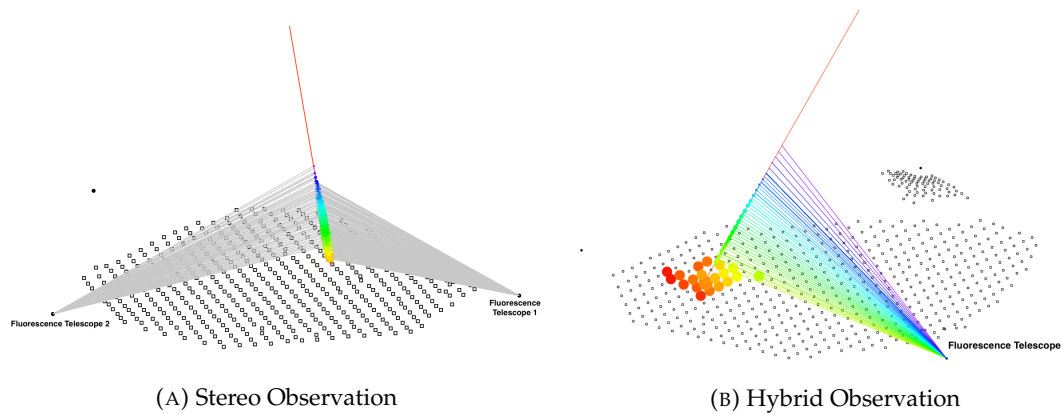 Fluorescence Telescope 2
Fluorescence
Telescope 1
Fluorescence Telescope
(A) Stereo Observation
(B) Hybrid Observation